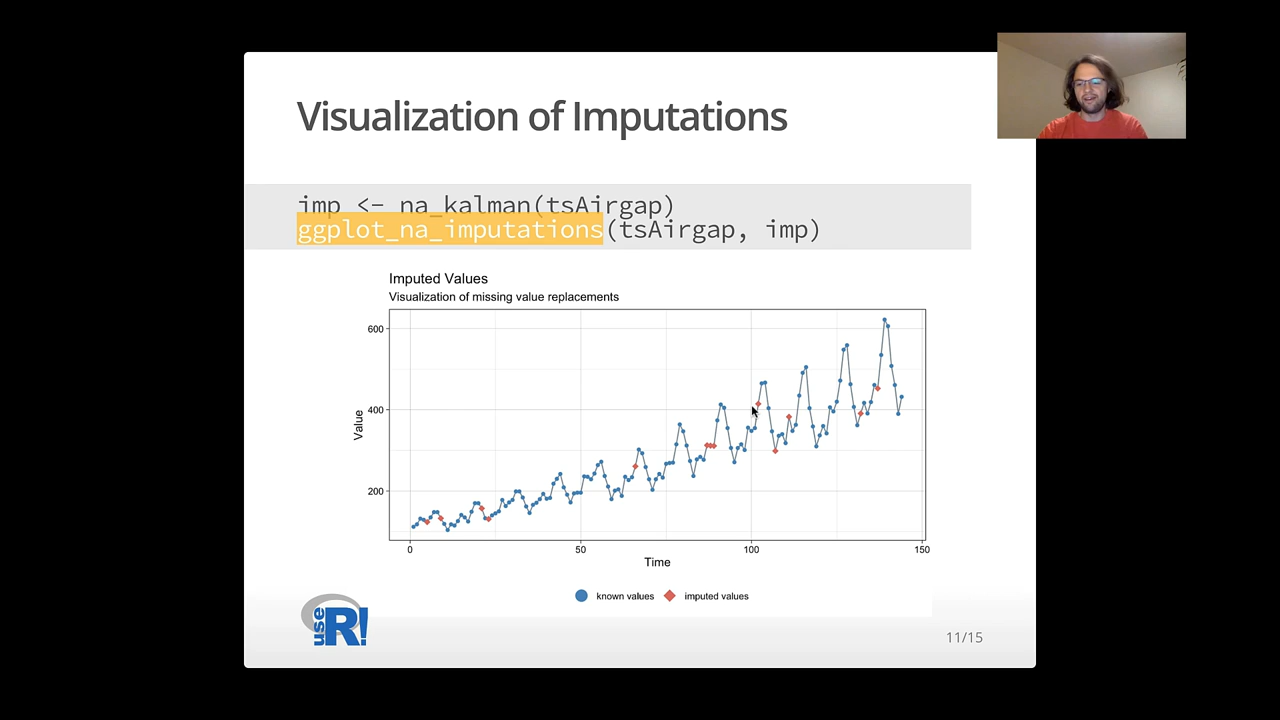 Visualization of Imputations
imp <- na_kalman(tsAirgap)
ggplot_na_imputations(tsAirgap, imp)
Imputed Values
Visualization of missing value replacements
600
400
200
Value
0 50 100 150
Time
known values imputed values
use R!
11/15